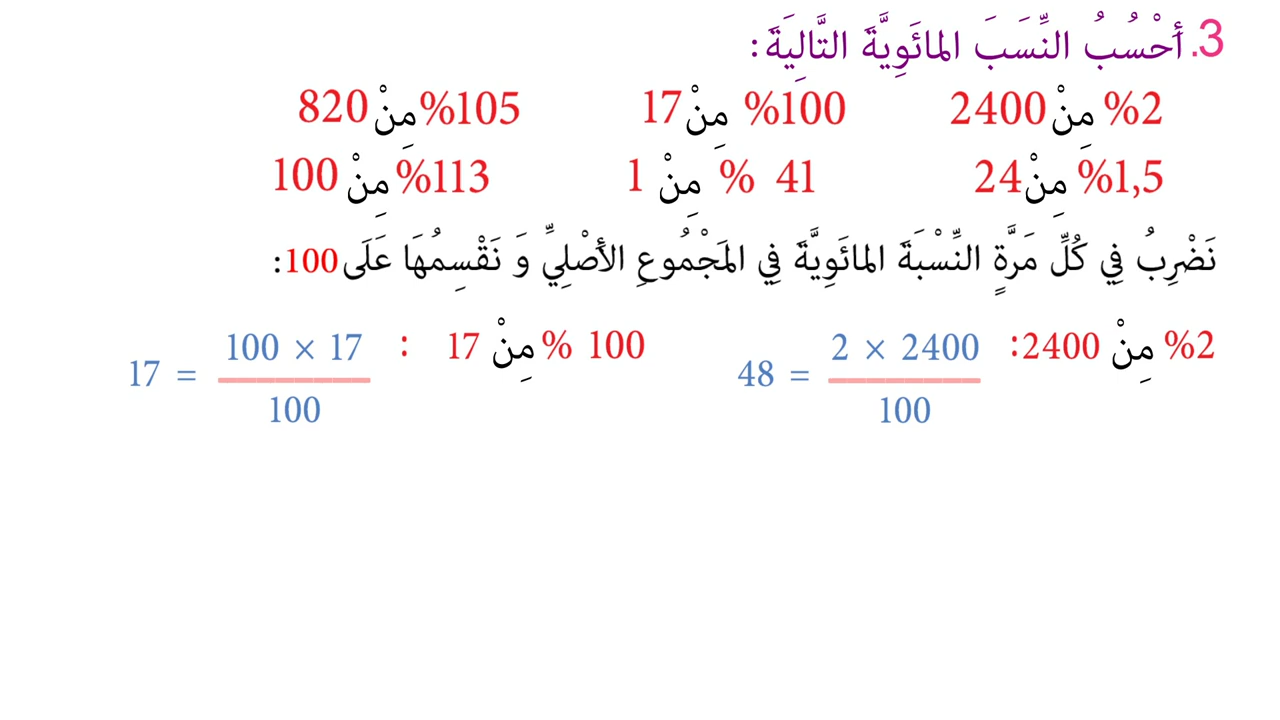 3. أَحْسُبُ النِّسَبَ المائَوِيَّةَ التَّالِيَةَ :
%2 مِنْ 2400 %100 مِنْ 17 %105 مِنْ 820
%1,5 مِنْ 24 % 41 مِنْ 1 %113 مِنْ 100
نَضْرِبُ فِي كُلِّ مَرَّةٍ النِّسْبَةَ المائَوِيَّةَ فِي المَجْمُوعِ الأَصْلِيِّ وَ نَقْسِمُهَا عَلَى 100 :
%2 مِنْ 2400 : 2 × 2400 / 100 = 48
% 100 مِنْ 17 : 100 × 17 / 100 = 17